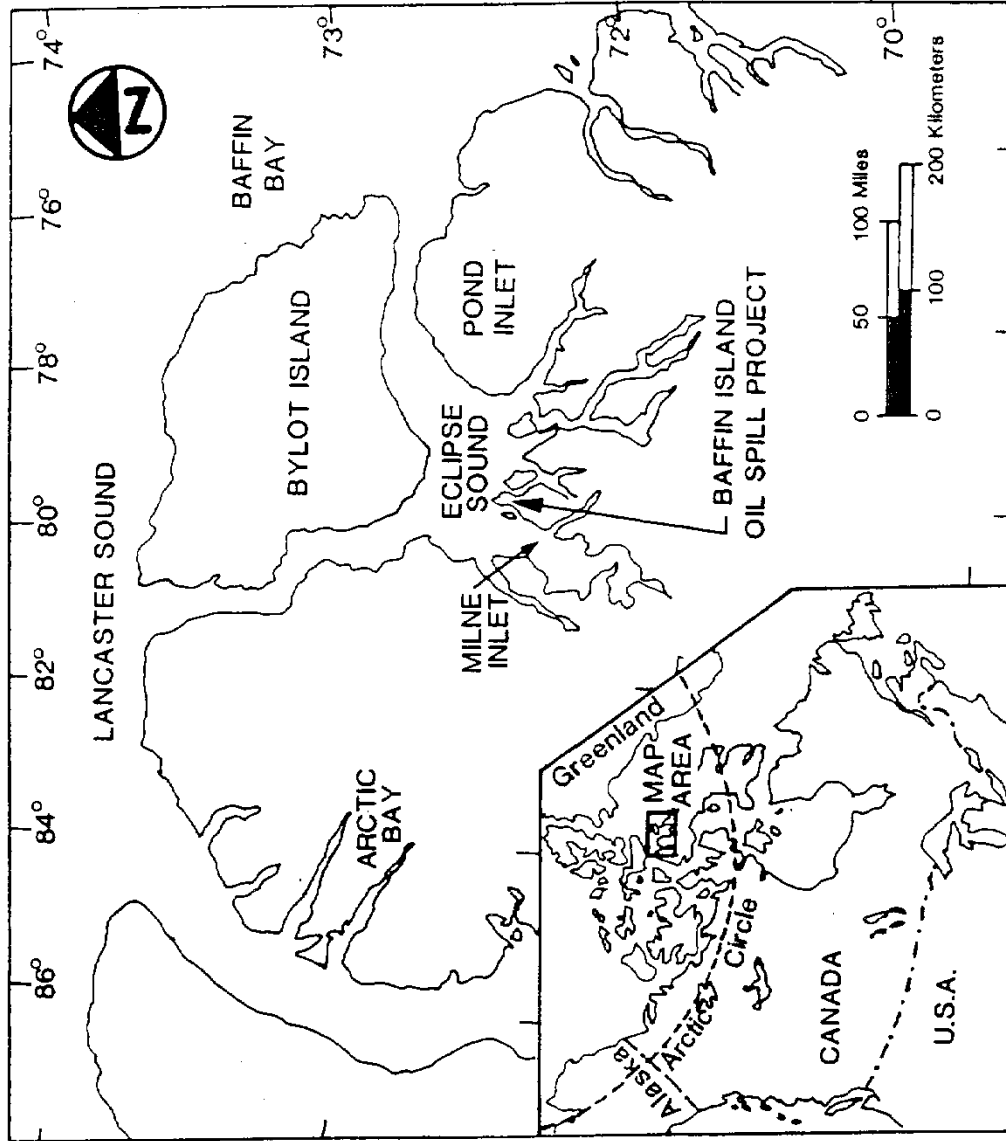 86°
84°
82°
80°
78°
76°
74°
73°
72°
70°
N
LANCASTER SOUND
BAFFIN
BAY
BYLOT ISLAND
ARCTIC
BAY
ECLIPSE
SOUND
POND
INLET
MILNE
INLET
BAFFIN ISLAND
OIL SPILL PROJECT
0
50
100 Miles
0
100
200 Kilometers
Greenland
MAP
AREA
Alaska
Arctic
Circle
CANADA
U.S.A.